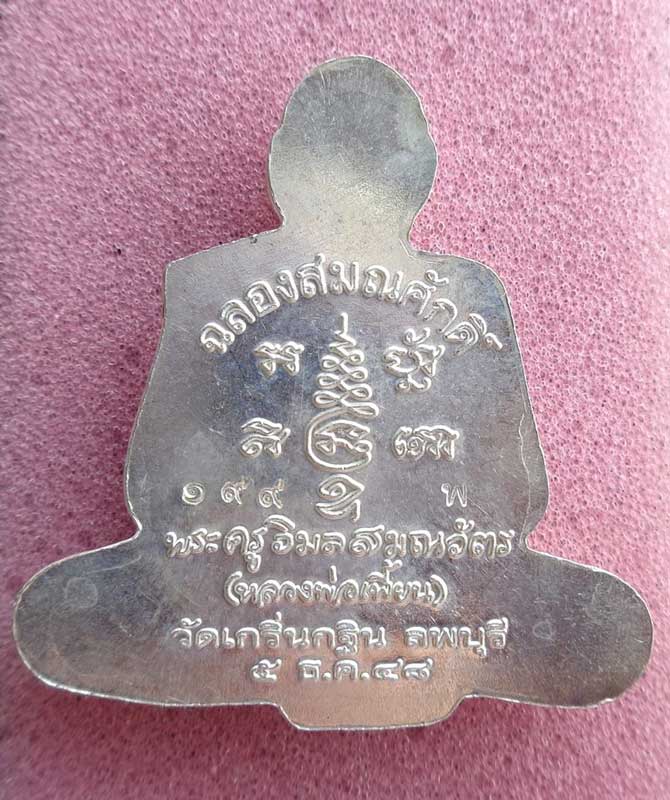 ฉลองสมณศักดิ์
๑๙๙ พ
พระครูวิมลสมณวัตร
(หลวงพ่อเพี้ยน)
วัดเกริ่นกฐิน ลพบุรี
๕ ธ.ค.๔๘